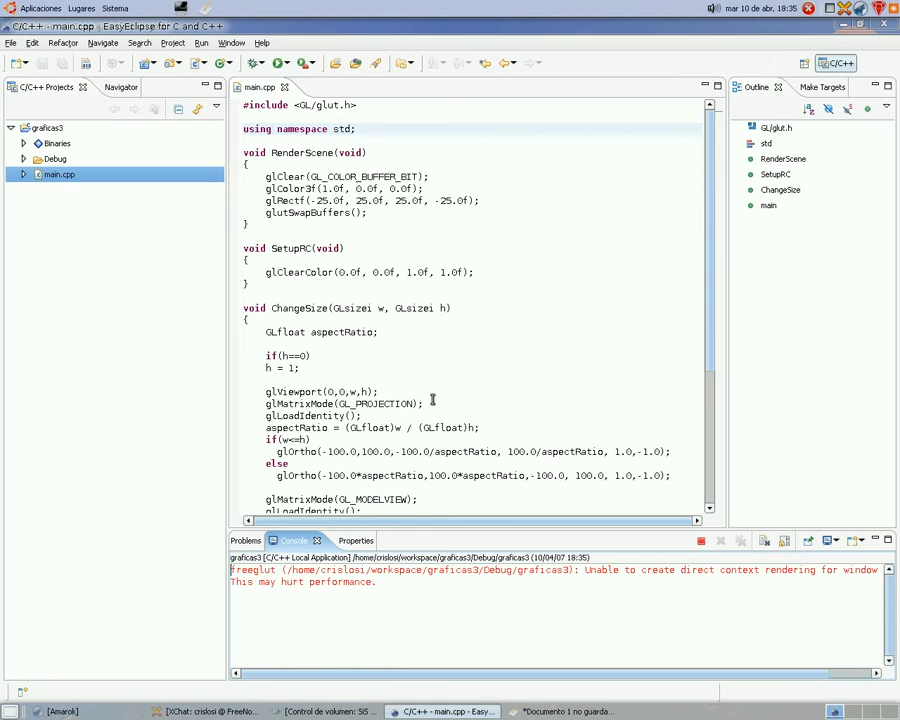 Aplicaciones Lugares Sistema
mar 10 de abr, 18:35
C/C++ - main.cpp - EasyEclipse for C and C++
File Edit Refactor Navigate Search Project Run Window Help
C/C++
C/C++ Projects Navigator
graficas3
Binaries
Debug
main.cpp
main.cpp
#include <GL/glut.h>
using namespace std;
void RenderScene(void)
{
glClear(GL_COLOR_BUFFER_BIT);
glColor3f(1.0f, 0.0f, 0.0f);
glRectf(-25.0f, 25.0f, 25.0f, -25.0f);
glutSwapBuffers();
}
void SetupRC(void)
{
glClearColor(0.0f, 0.0f, 1.0f, 1.0f);
}
void ChangeSize(GLsizei w, GLsizei h)
{
GLfloat aspectRatio;
if(h==0)
h = 1;
glViewport(0,0,w,h);
glMatrixMode(GL_PROJECTION);
glLoadIdentity();
aspectRatio = (GLfloat)w / (GLfloat)h;
if(w<=h)
glOrtho(-100.0,100.0,-100.0/aspectRatio, 100.0/aspectRatio, 1.0,-1.0);
else
glOrtho(-100.0*aspectRatio,100.0*aspectRatio,-100.0, 100.0, 1.0,-1.0);
glMatrixMode(GL_MODELVIEW);
glLoadIdentity();
Outline Make Targets
GL/glut.h
std
RenderScene
SetupRC
ChangeSize
main
Problems Console Properties
graficas3 [C/C++ Local Application] /home/crislosi/workspace/graficas3/Debug/graficas3 (10/04/07 18:35)
freeglut (/home/crislosi/workspace/graficas3/Debug/graficas3): Unable to create direct context rendering for window
This may hurt performance.
[Amarok]
[XChat: crislosi @ FreeNo...
[Control de volumen: SiS ...
C/C++ - main.cpp - Easy...
*Documento 1 no guarda...